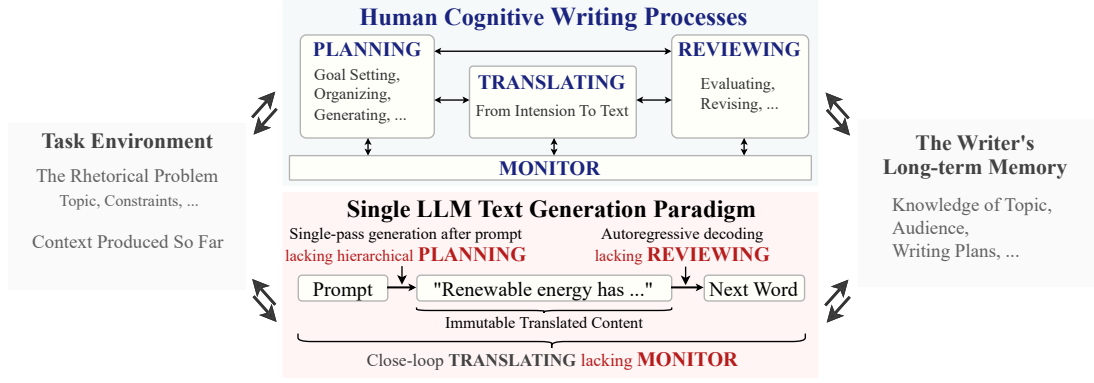 Human Cognitive Writing Processes
PLANNING
Goal Setting,
Organizing,
Generating, ...
TRANSLATING
From Intension To Text
REVIEWING
Evaluating,
Revising, ...
MONITOR
Task Environment
The Rhetorical Problem
Topic, Constraints, ...
Context Produced So Far
The Writer's
Long-term Memory
Knowledge of Topic,
Audience,
Writing Plans, ...
Single LLM Text Generation Paradigm
Single-pass generation after prompt
lacking hierarchical PLANNING
Autoregressive decoding
lacking REVIEWING
Prompt
"Renewable energy has ..."
Next Word
Immutable Translated Content
Close-loop TRANSLATING lacking MONITOR